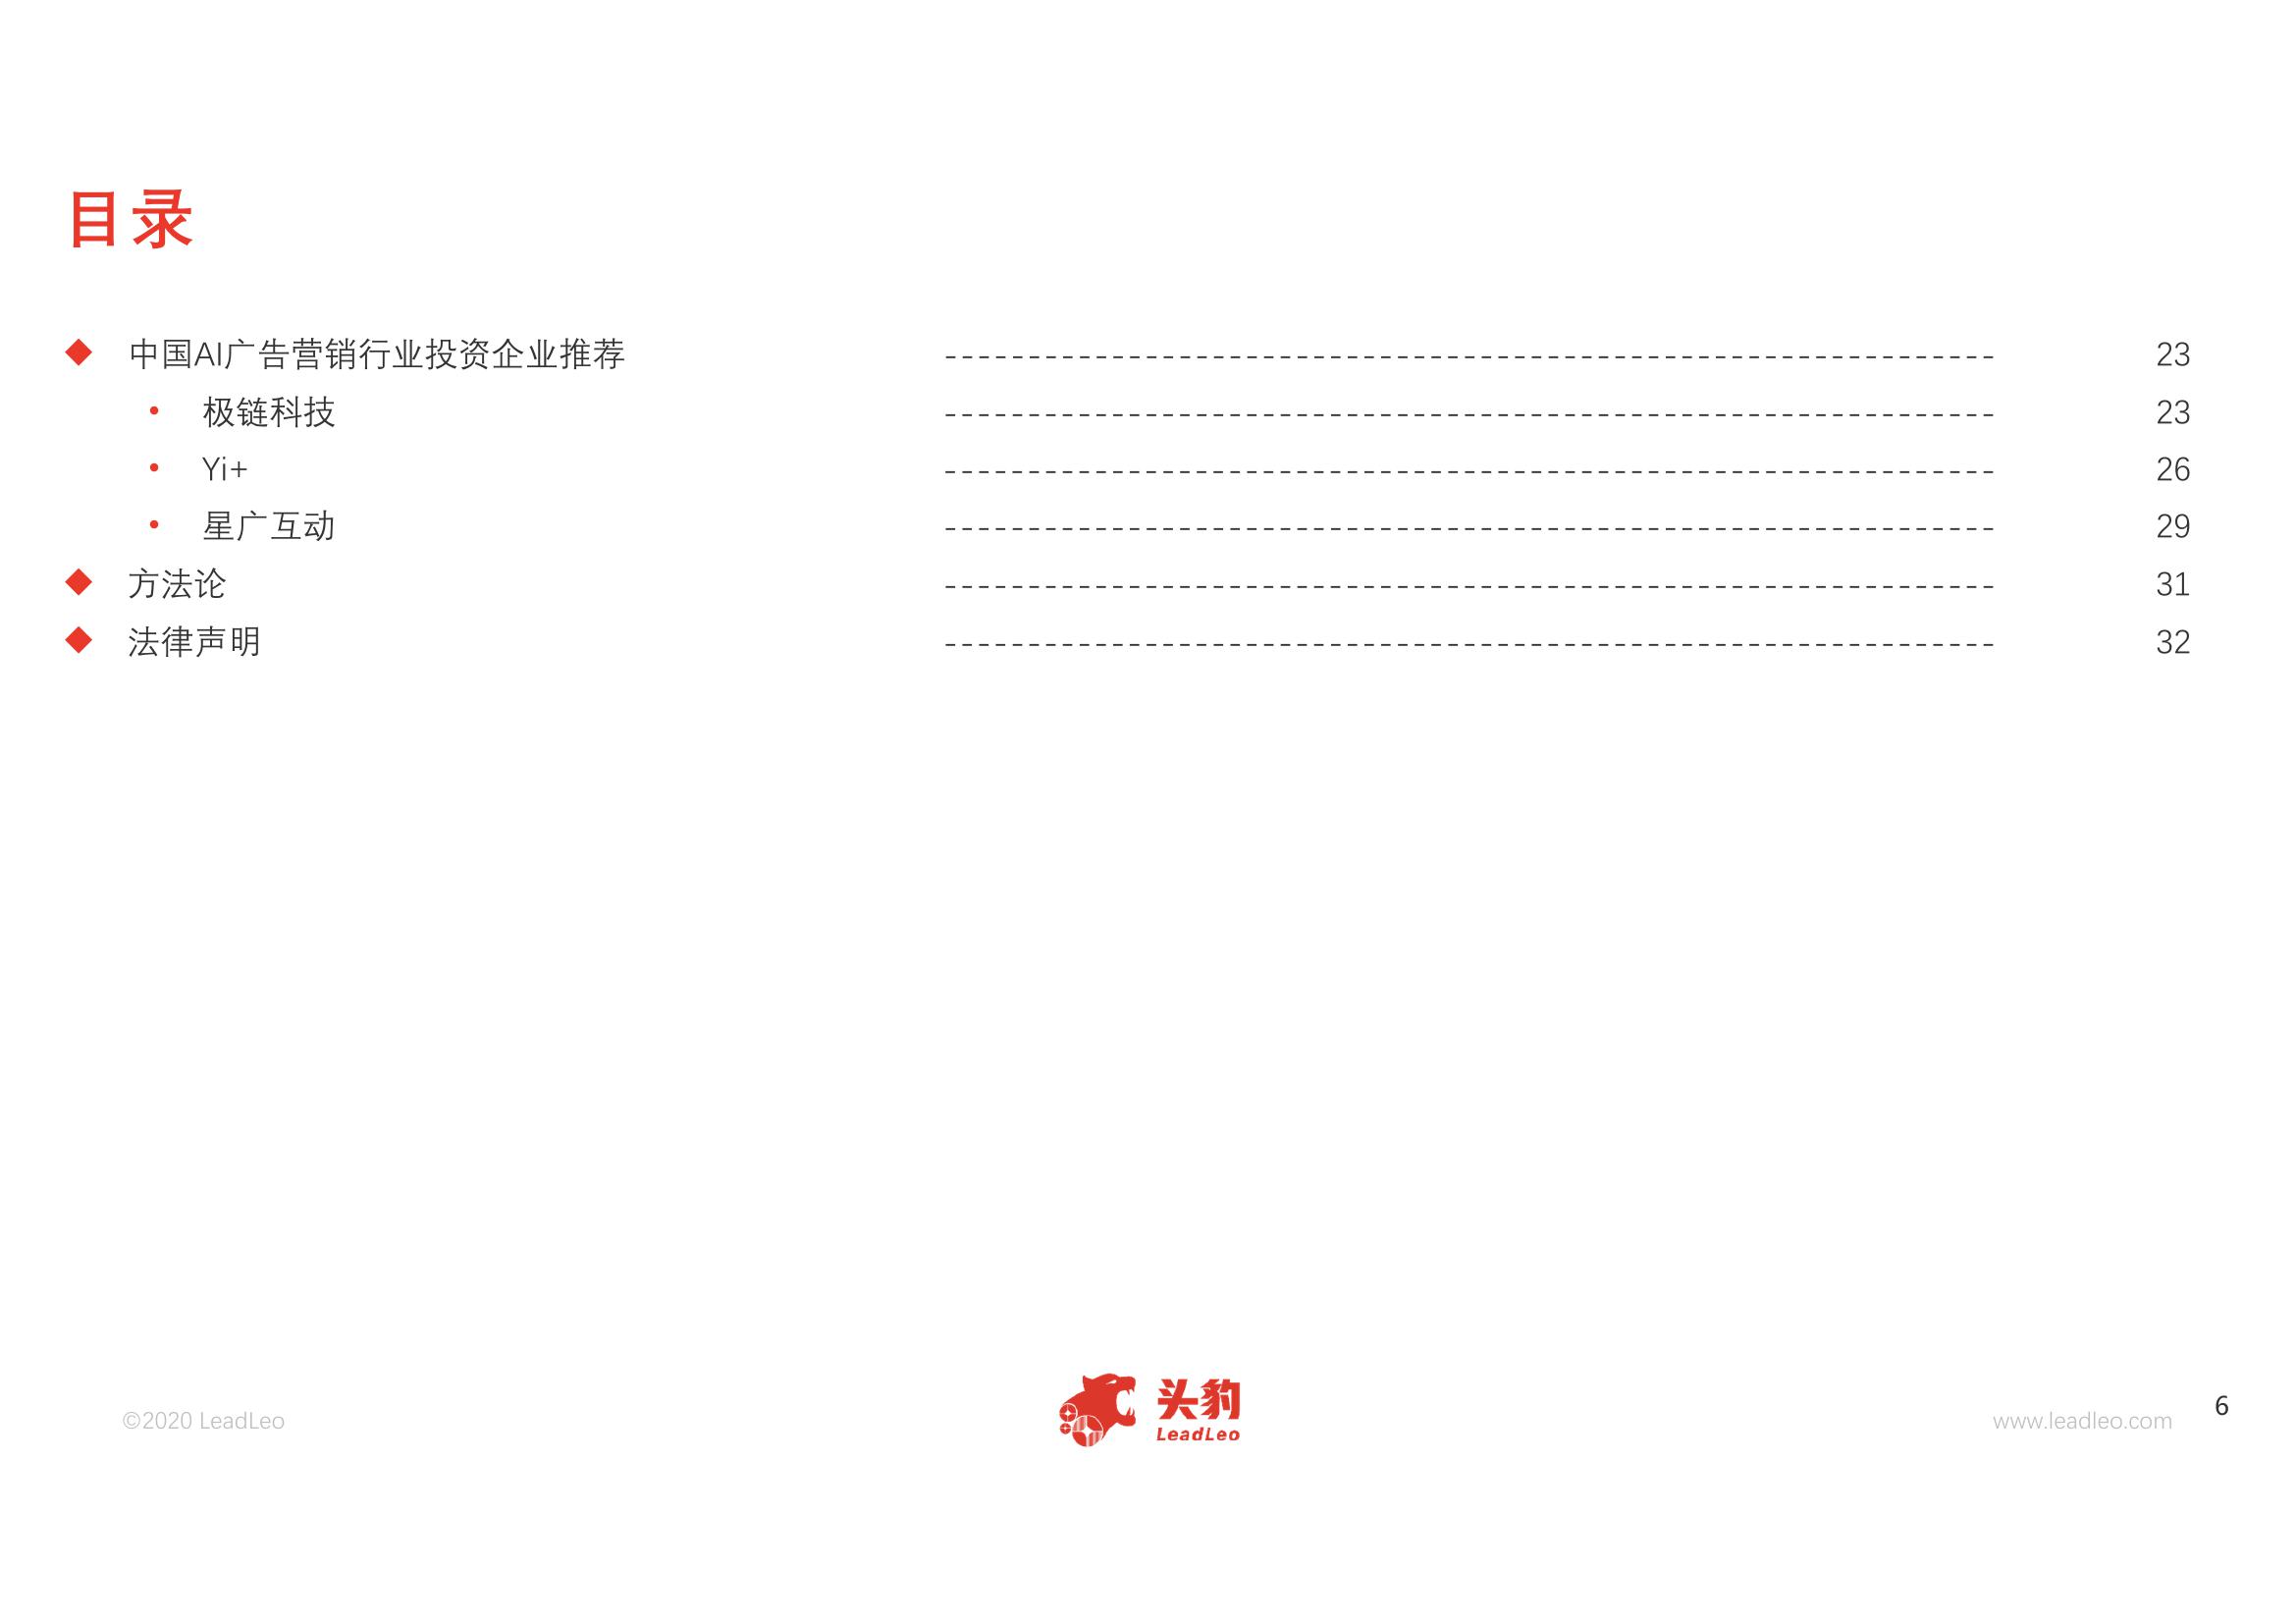 目录
◆ 中国AI广告营销行业投资企业推荐 ---------------------------------------------------------------- 23
• 极链科技 ---------------------------------------------------------------- 23
• Yi+ ---------------------------------------------------------------- 26
• 星广互动 ---------------------------------------------------------------- 29
◆ 方法论 ---------------------------------------------------------------- 31
◆ 法律声明 ---------------------------------------------------------------- 32
©2020 LeadLeo
头豹
LeadLeo
www.leadleo.com
6